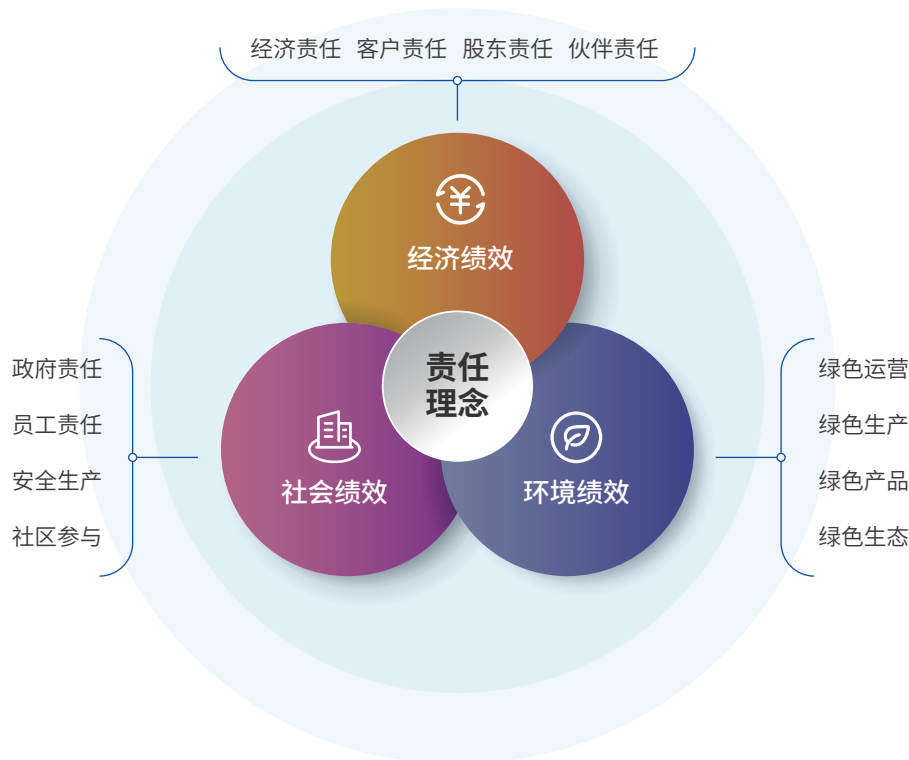 经济责任 客户责任 股东责任 伙伴责任
经济绩效
责任
理念
政府责任
员工责任
安全生产
社区参与
社会绩效
环境绩效
绿色运营
绿色生产
绿色产品
绿色生态